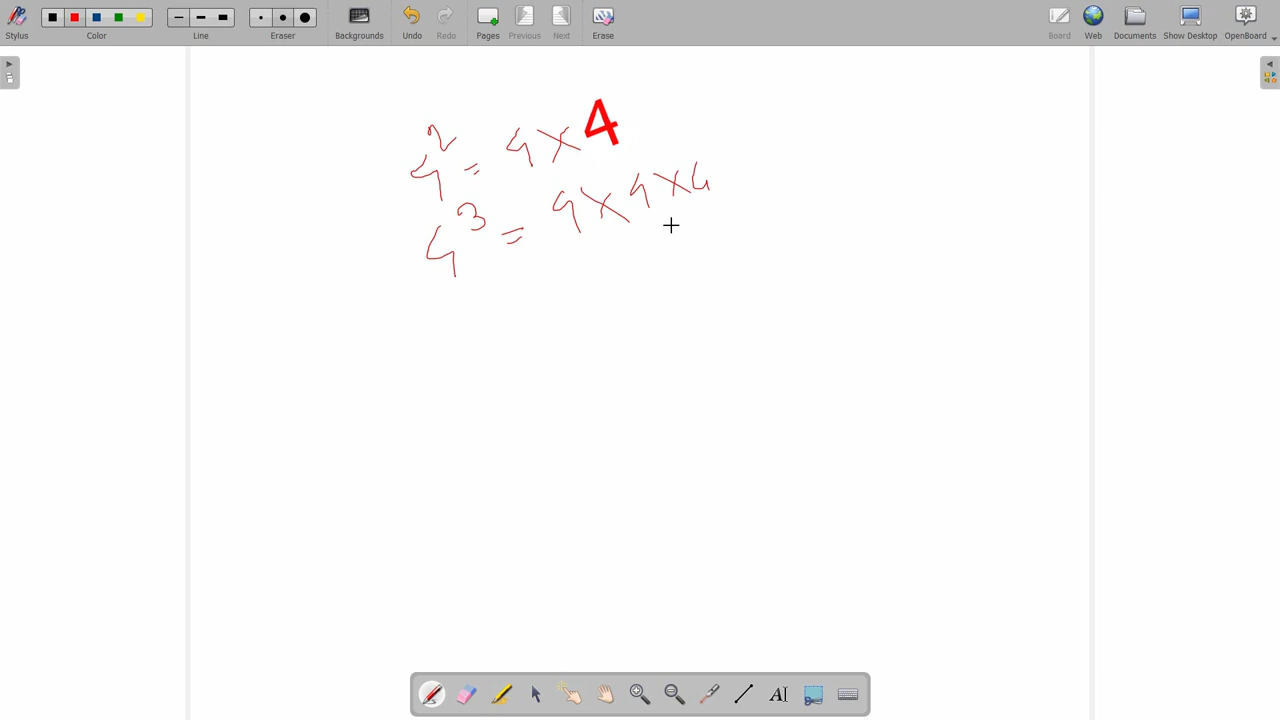 Stylus Color Line Eraser Backgrounds Undo Redo Pages Previous Next Erase Board Web Documents Show Desktop OpenBoard
4² = 4 × 4
4³ = 4 × 4 × 4